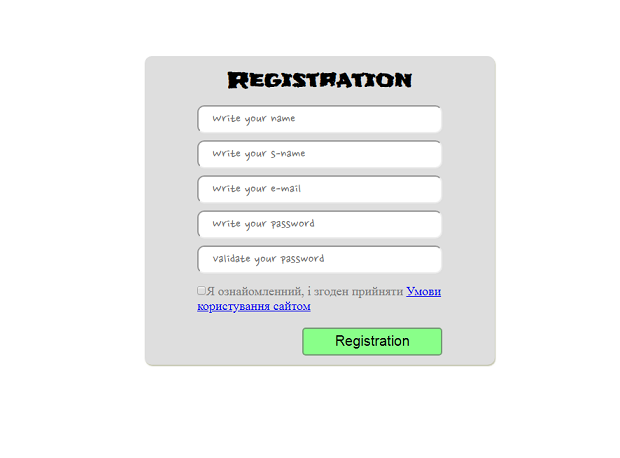 Registration
Write your name
Write your s-name
Write your e-mail
Write your password
Validate your password
Я ознайомленний, і згоден прийняти Умови
користування сайтом
Registration